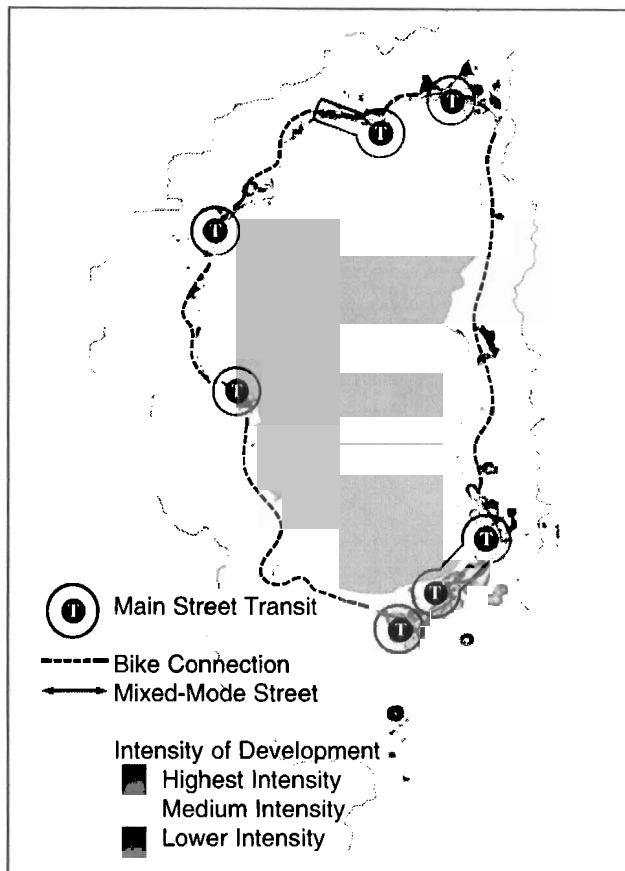 T
T
T
T
T
T
T
T Main Street Transit
Bike Connection
Mixed-Mode Street
Intensity of Development
Highest Intensity
Medium Intensity
Lower Intensity